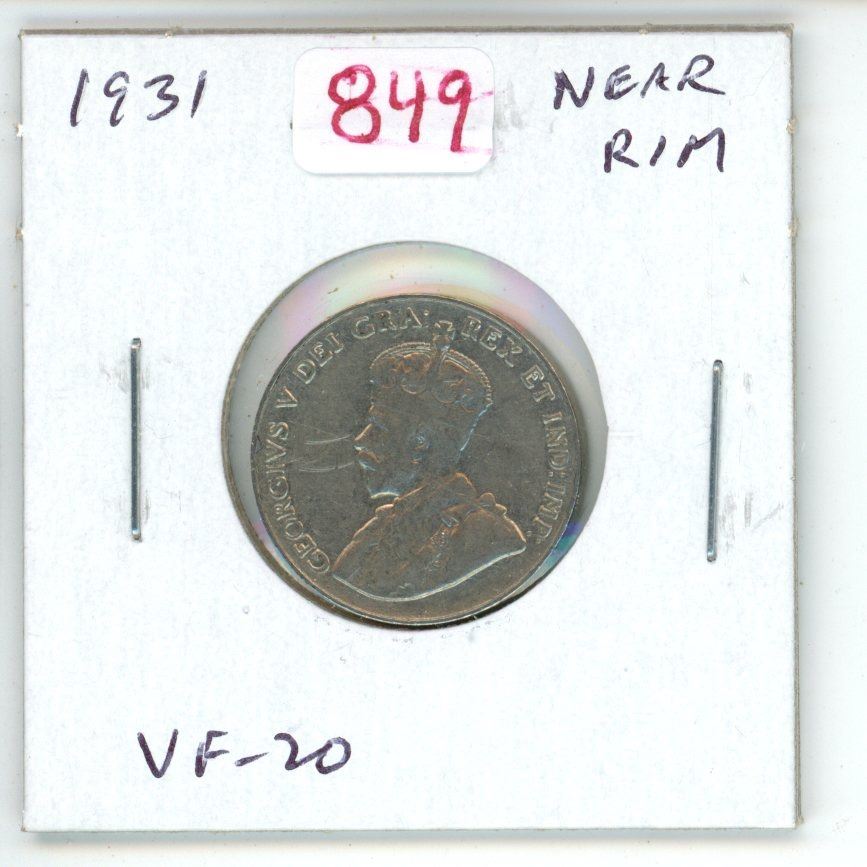 1931
849
NEAR
RIM
GEORGIVS V DEI GRA: REX ET IND: IMP:
VF-20